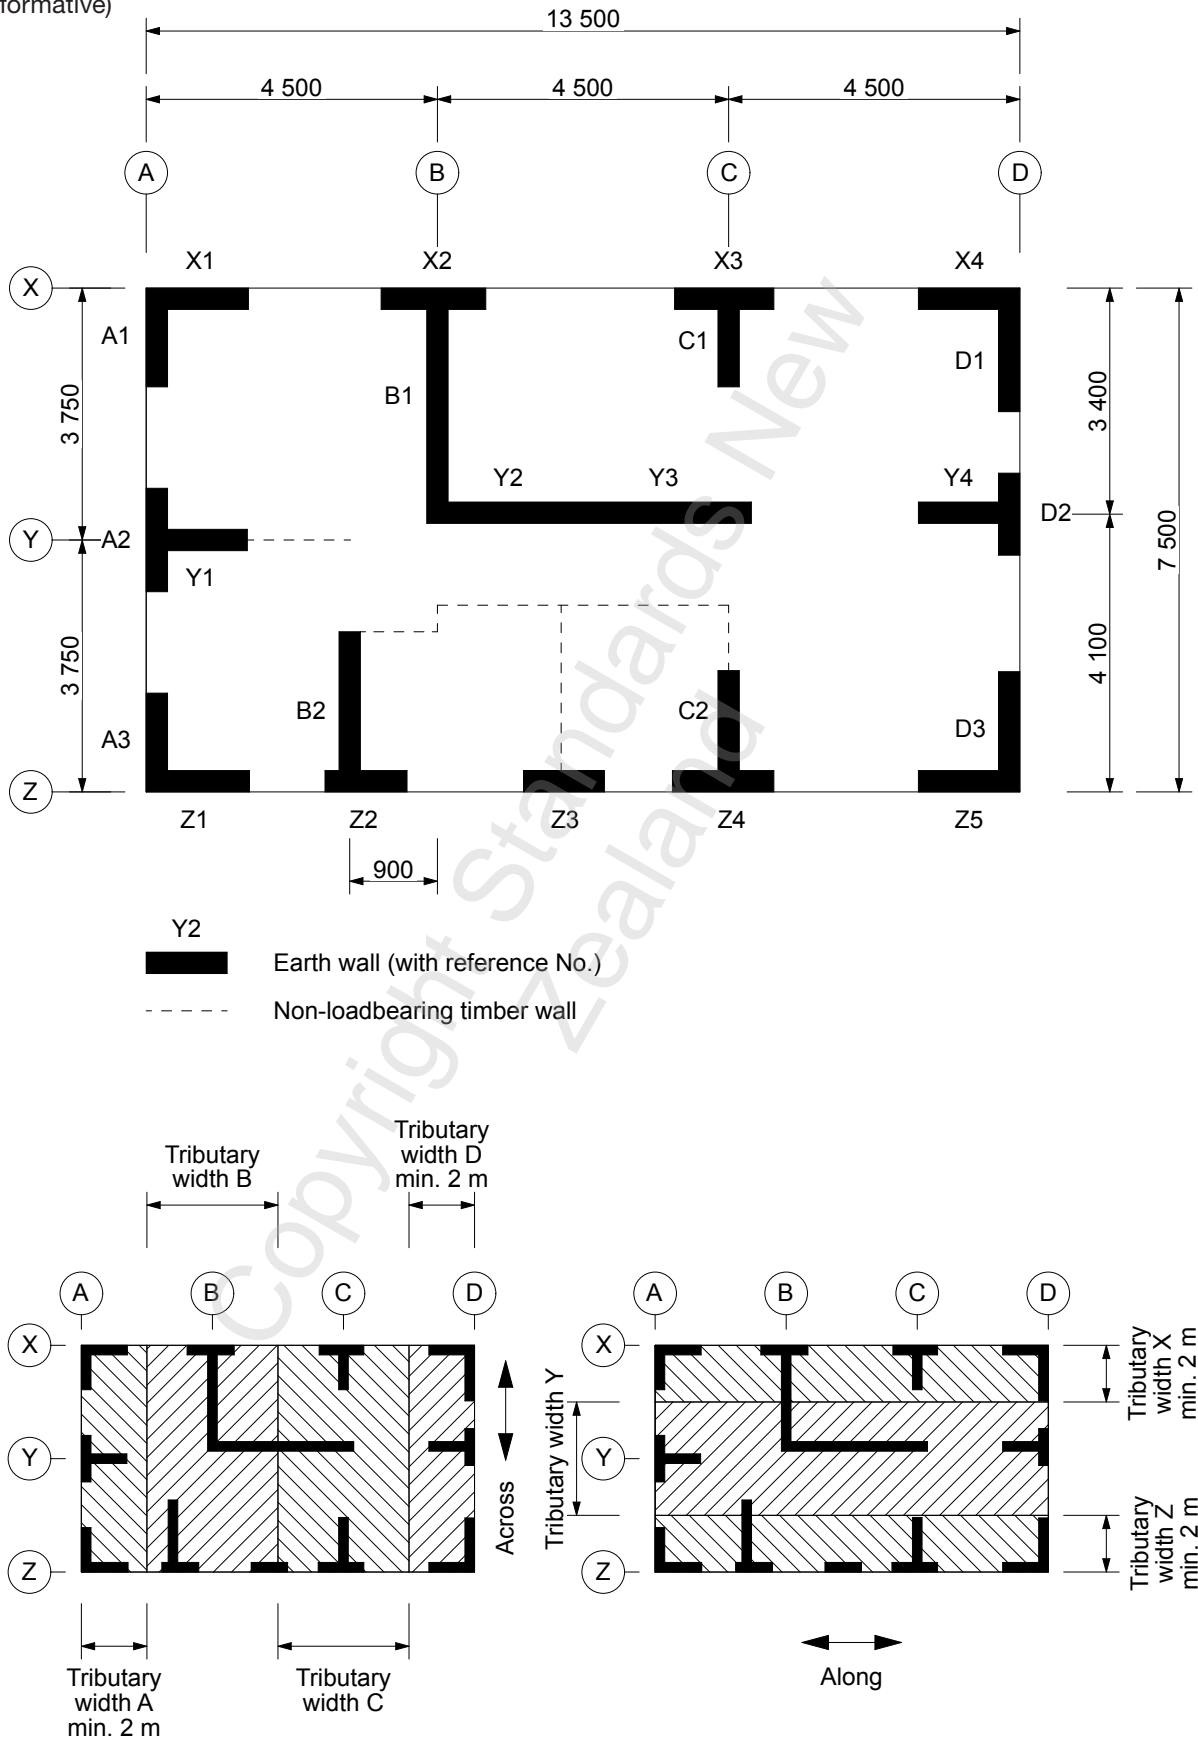 formative)
13 500
4 500 4 500 4 500
A B C D
X1 X2 X3 X4
X
A1 C1 D1
B1
3 750 3 400
Y2 Y3 Y4
Y A2 D2
7 500
Y1
3 750 4 100
B2 C2 D3
A3
Z
Z1 Z2 Z3 Z4 Z5
900
Y2
Earth wall (with reference No.)
Non-loadbearing timber wall
Copyright Standards New
Zealand
Tributary
width B
Tributary
width D
min. 2 m
A B C D
X
Y
Z
Across
Tributary
width A
min. 2 m
Tributary
width C
A B C D
X
Y
Z
Tributary width Y
Tributary
width X
min. 2 m
Tributary
width Z
min. 2 m
Along